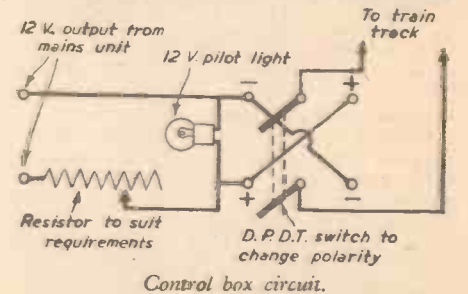 12 V. output from
mains unit
12 V. pilot light
To train
track
−
+
+
−
Resistor to suit
requirements
D.P.D.T. switch to
change polarity
Control box circuit.